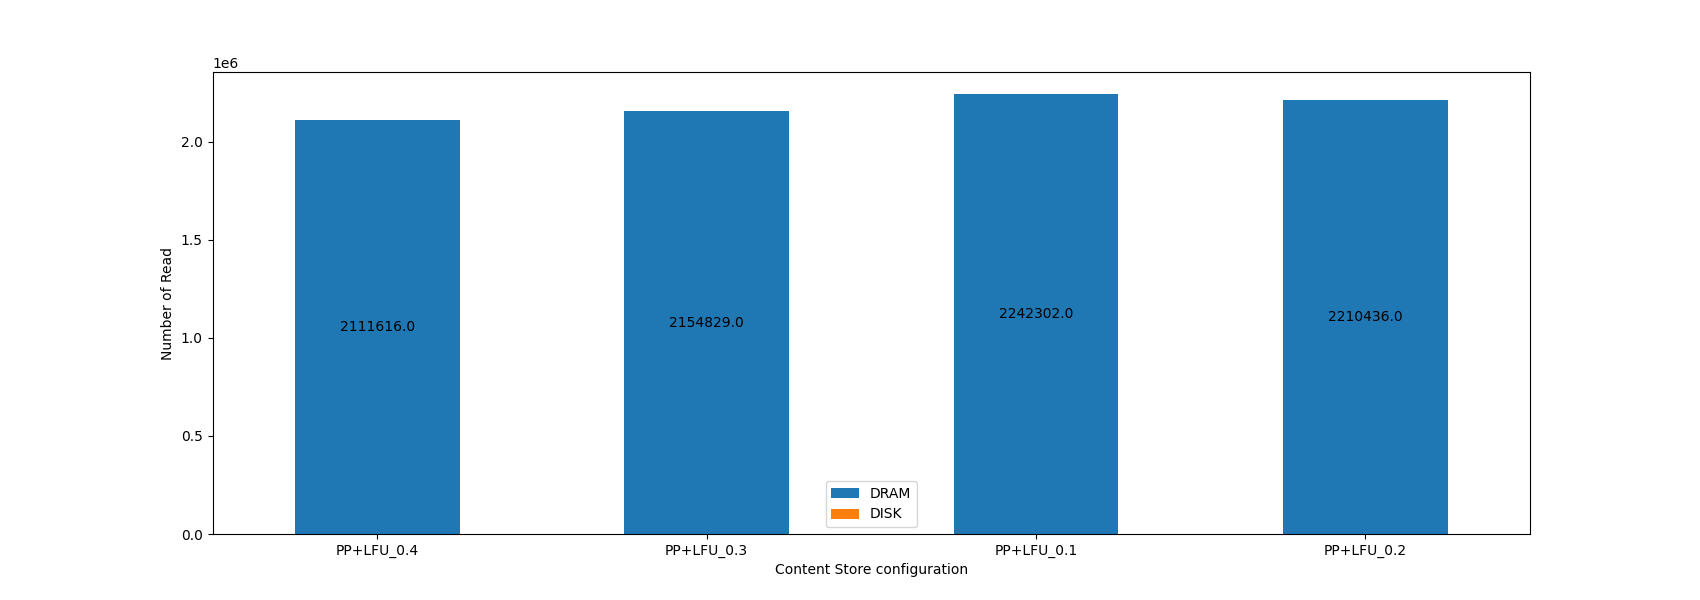 1e6
2.0
1.5
1.0
0.5
0.0
Number of Read
2111616.0
2154829.0
2242302.0
2210436.0
DRAM
DISK
PP+LFU_0.4
PP+LFU_0.3
PP+LFU_0.1
PP+LFU_0.2
Content Store configuration